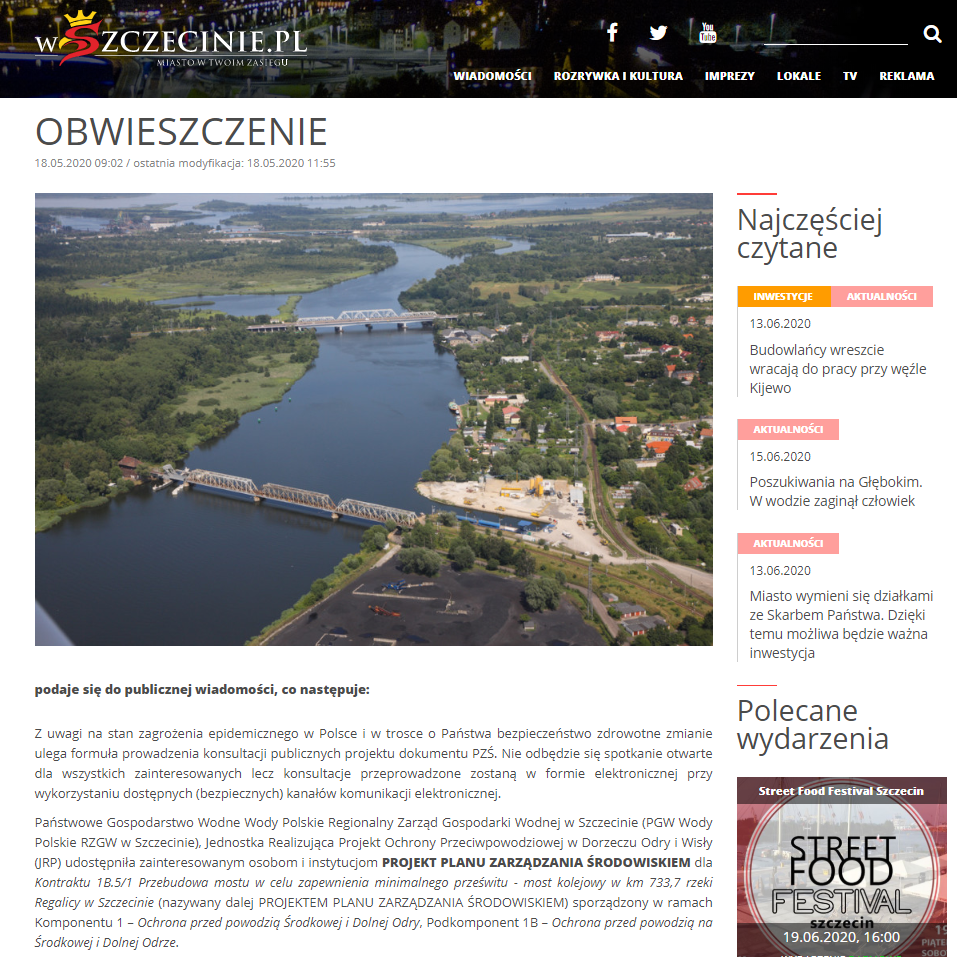 wSZCZECINIE.PL
MIASTO W TWOIM ZASIĘGU
You
Tube
WIADOMOŚCI ROZRYWKA I KULTURA IMPREZY LOKALE TV REKLAMA
OBWIESZCZENIE
18.05.2020 09:02 / ostatnia modyfikacja: 18.05.2020 11:55
podaje się do publicznej wiadomości, co następuje:
Z uwagi na stan zagrożenia epidemicznego w Polsce i w trosce o Państwa bezpieczeństwo zdrowotne zmianie
ulega formuła prowadzenia konsultacji publicznych projektu dokumentu PZŚ. Nie odbędzie się spotkanie otwarte
dla wszystkich zainteresowanych lecz konsultacje przeprowadzone zostaną w formie elektronicznej przy
wykorzystaniu dostępnych (bezpiecznych) kanałów komunikacji elektronicznej.
Państwowe Gospodarstwo Wodne Wody Polskie Regionalny Zarząd Gospodarki Wodnej w Szczecinie (PGW Wody
Polskie RZGW w Szczecinie), Jednostka Realizująca Projekt Ochrony Przeciwpowodziowej w Dorzeczu Odry i Wisły
(JRP) udostępniła zainteresowanym osobom i instytucjom PROJEKT PLANU ZARZĄDZANIA ŚRODOWISKIEM dla
Kontraktu 1B.5/1 Przebudowa mostu w celu zapewnienia minimalnego prześwitu - most kolejowy w km 733,7 rzeki
Regalicy w Szczecinie (nazywany dalej PROJEKTEM PLANU ZARZĄDZANIA ŚRODOWISKIEM) sporządzony w ramach
Komponentu 1 – Ochrona przed powodzią Środkowej i Dolnej Odry, Podkomponent 1B – Ochrona przed powodzią na
Środkowej i Dolnej Odrze.
Najczęściej
czytane
INWESTYCJE AKTUALNOŚCI
13.06.2020
Budowlańcy wreszcie
wracają do pracy przy węźle
Kijewo
AKTUALNOŚCI
15.06.2020
Poszukiwania na Głębokim.
W wodzie zaginął człowiek
AKTUALNOŚCI
13.06.2020
Miasto wymieni się działkami
ze Skarbem Państwa. Dzięki
temu możliwa będzie ważna
inwestycja
Polecane
wydarzenia
Street Food Festival Szczecin
STREET
FOOD
FESTIVAL
szczecin
19.06.2020, 16:00